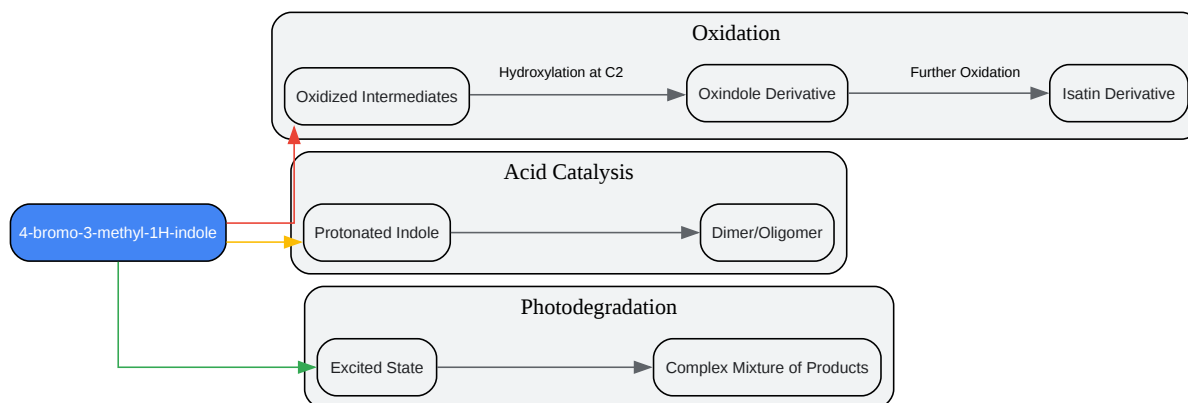 Oxidation
Hydroxylation at C2
Further Oxidation
Oxidized Intermediates
Oxindole Derivative
Isatin Derivative
Acid Catalysis
4-bromo-3-methyl-1H-indole
Protonated Indole
Dimer/Oligomer
Photodegradation
Excited State
Complex Mixture of Products